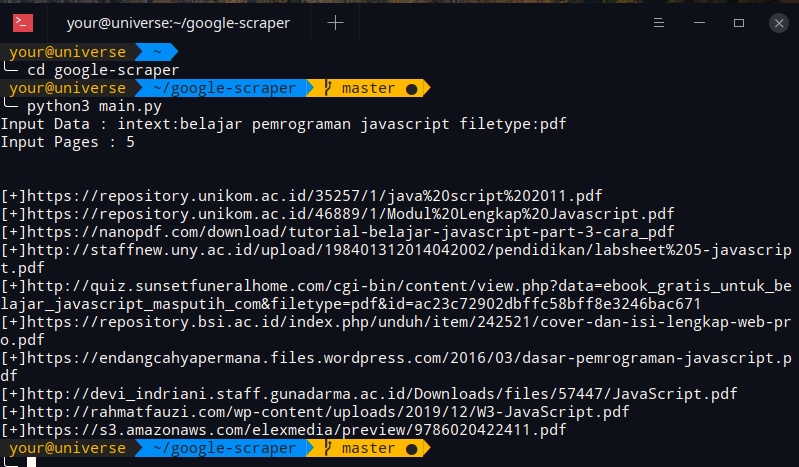 your@universe:~/google-scraper
your@universe ~
cd google-scraper
your@universe ~/google-scraper master ●
python3 main.py
Input Data : intext:belajar pemrograman javascript filetype:pdf
Input Pages : 5
[+]https://repository.unikom.ac.id/35257/1/java%20script%202011.pdf
[+]https://repository.unikom.ac.id/46889/1/Modul%20Lengkap%20Javascript.pdf
[+]https://nanopdf.com/download/tutorial-belajar-javascript-part-3-cara_pdf
[+]http://staffnew.uny.ac.id/upload/198401312014042002/pendidikan/labsheet%205-javascrip
t.pdf
[+]http://quiz.sunsetfuneralhome.com/cgi-bin/content/view.php?data=ebook_gratis_untuk_be
lajar_javascript_masputih_com&filetype=pdf&id=ac23c72902dbffc58bff8e3246bac671
[+]https://repository.bsi.ac.id/index.php/unduh/item/242521/cover-dan-isi-lengkap-web-pr
o.pdf
[+]https://endangcahyapermana.files.wordpress.com/2016/03/dasar-pemrograman-javascript.p
df
[+]http://devi_indriani.staff.gunadarma.ac.id/Downloads/files/57447/JavaScript.pdf
[+]http://rahmatfauzi.com/wp-content/uploads/2019/12/W3-JavaScript.pdf
[+]https://s3.amazonaws.com/elexmedia/preview/9786020422411.pdf
your@universe ~/google-scraper master ●